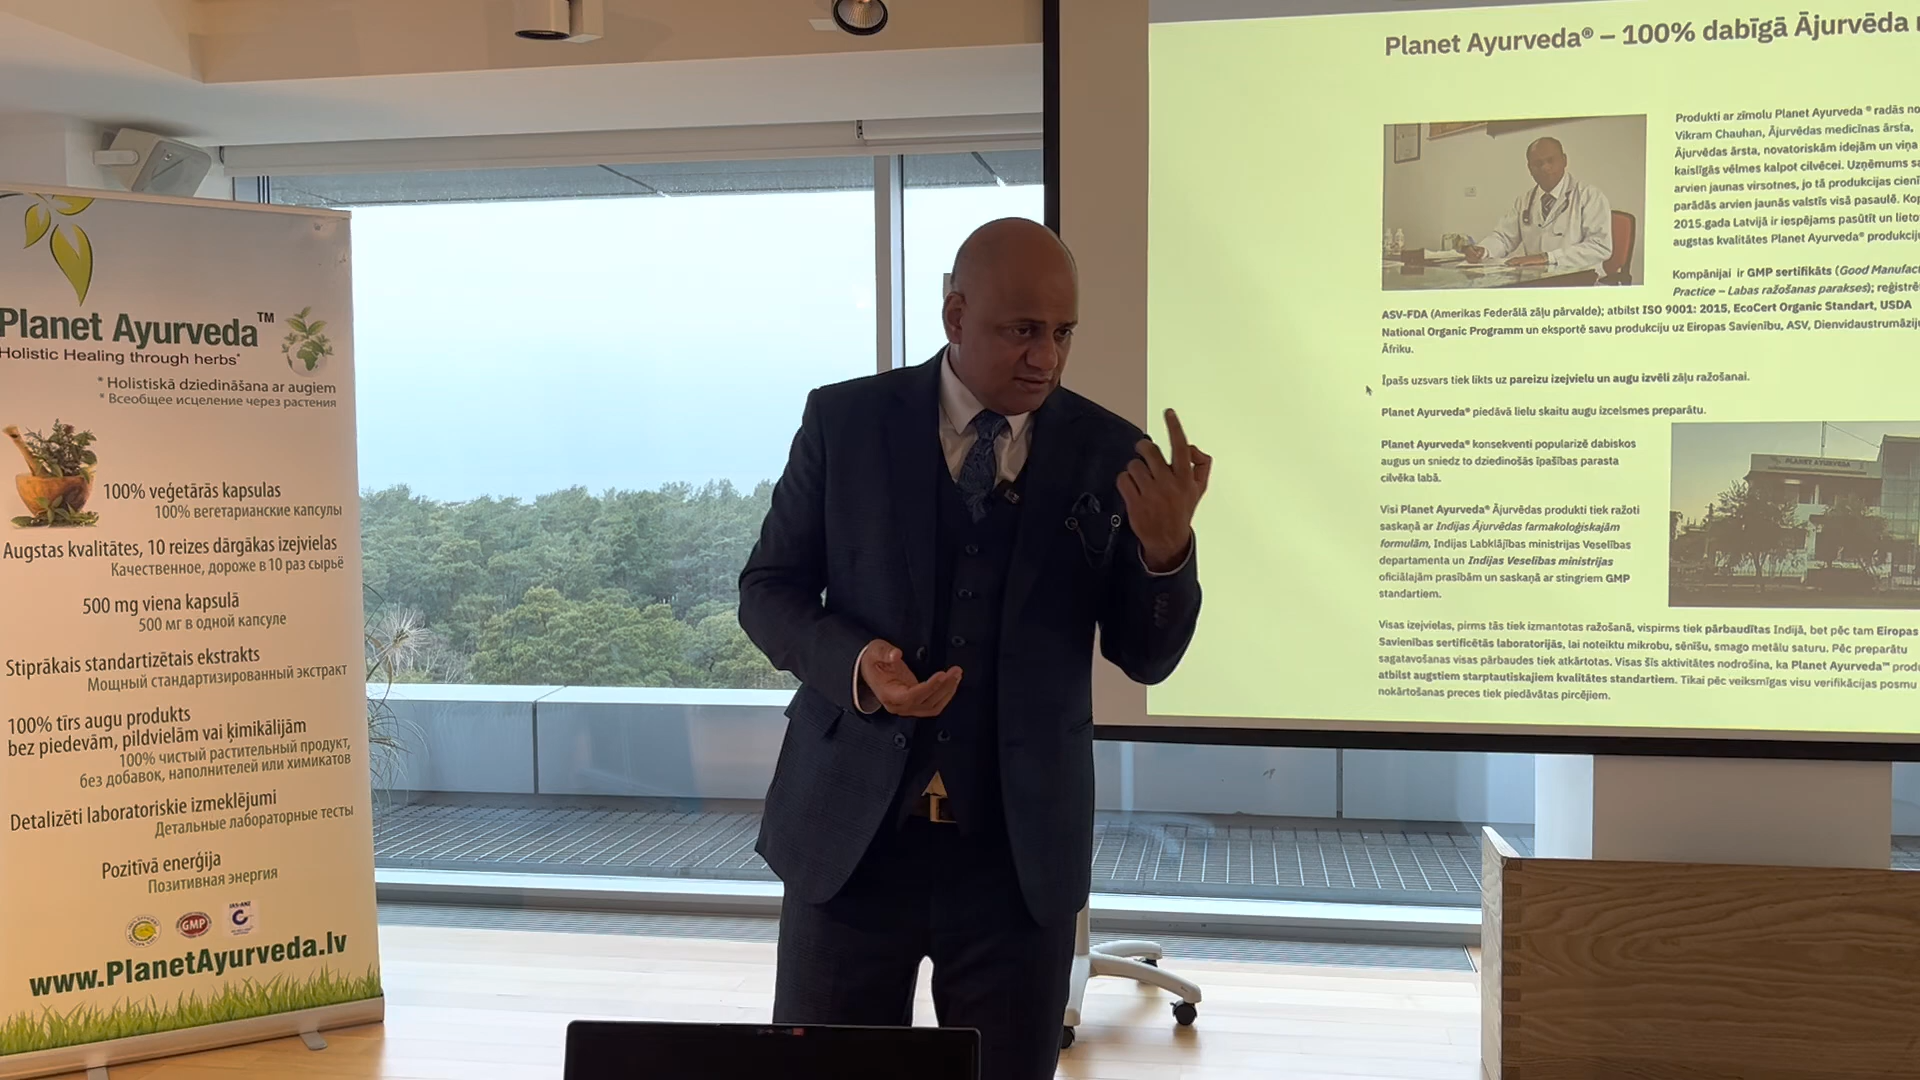 Planet Ayurveda™
Holistic Healing through herbs*
* Holistiskā dziedināšana ar augiem
* Всеобщее исцеление через растения
100% veģetārās kapsulas
100% вегетарианские капсулы
Augstas kvalitātes, 10 reizes dārgākas izejvielas
Качественное, дороже в 10 раз сырьё
500 mg viena kapsulā
500 мг в одной капсуле
Stiprākais standartizētais ekstrakts
Мощный стандартизированный экстракт
100% tīrs augu produkts
bez piedevām, pildvielām vai ķimikālijām
100% чистый растительный продукт,
без добавок, наполнителей или химикатов
Detalizēti laboratoriskie izmeklējumi
Детальные лабораторные тесты
Pozitīvā enerģija
Позитивная энергия
GMP
www.PlanetAyurveda.lv
Planet Ayurveda® – 100% dabīgā Ājurvēda
Produkti ar zīmolu Planet Ayurveda ® radās
Vikram Chauhan, Ājurvēdas medicīnas ārsta,
Ājurvēdas ārsta, novatoriskām idejām un viņa
kaislīgās vēlmes kalpot cilvēcei. Uzņēmums
arvien jaunas virsotnes, jo tā produkcijas
parādās arvien jaunās valstīs visā pasaulē.
2015.gada Latvijā ir iespējams pasūtīt un
augstas kvalitātes Planet Ayurveda®
Kompānijai ir GMP sertifikāts (Good
Practice – Labas ražošanas parakses);
ASV-FDA (Amerikas Federālā zāļu pārvalde); atbilst ISO 9001: 2015, EcoCert Organic Standart, USDA
National Organic Programm un eksportē savu produkciju uz Eiropas Savienību, ASV,
Āfriku.
Īpašs uzsvars tiek likts uz pareizu izejvielu un augu izvēli zāļu ražošanai.
Planet Ayurveda® piedāvā lielu skaitu augu izcelsmes preparātu.
Planet Ayurveda® konsekventi popularizē dabiskos
augus un sniedz to dziedinošās īpašības parasta
cilvēka labā.
PLANET AYURVEDA
Visi Planet Ayurveda® Ājurvēdas produkti tiek ražoti
saskaņā ar Indijas Ājurvēdas farmakoloģiskajām
formulām, Indijas Labklājības ministrijas Veselības
departamenta un Indijas Veselības ministrijas
oficiālajām prasībām un saskaņā ar stingriem GMP
standartiem.
Visas izejvielas, pirms tās tiek izmantotas ražošanā, vispirms tiek pārbaudītas Indijā, bet pēc tam Eiropas
Savienības sertificētās laboratorijās, lai noteiktu mikrobu, sēnīšu, smago metālu saturu. Pēc preparātu
sagatavošanas visas pārbaudes tiek atkārtotas. Visas šīs aktivitātes nodrošina, ka Planet Ayurveda™
atbilst augstiem starptautiskajiem kvalitātes standartiem. Tikai pēc veiksmīgas visu verifikācijas posmu
nokārtošanas preces tiek piedāvātas pircējiem.